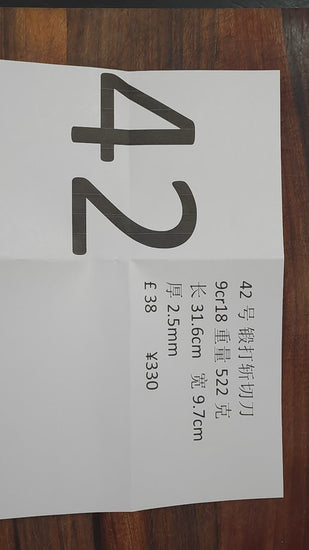 42
42 号 锻打斩切刀
9cr18 重量 522 克
长 31.6cm 宽 9.7cm
厚 2.5mm
£ 38 ¥330